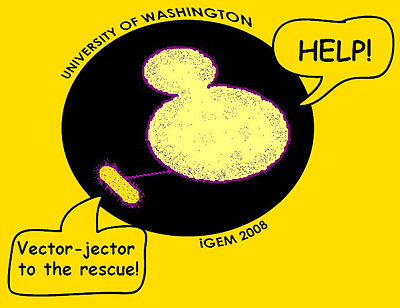 UNIVERSITY OF WASHINGTON
HELP!
Vector-jector
to the rescue!
iGEM 2008